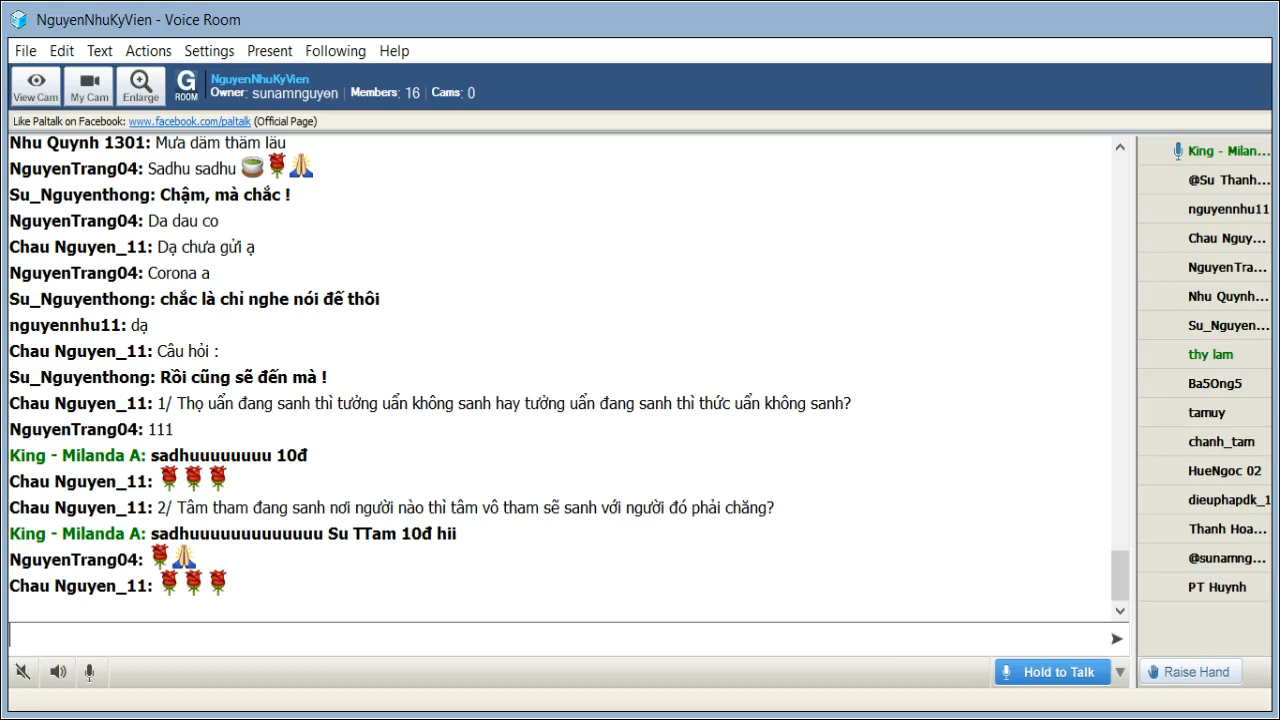 NguyenNhuKyVien - Voice Room
File Edit Text Actions Settings Present Following Help
View Cam My Cam Enlarge G ROOM NguyenNhuKyVien
Owner: sunamnguyen Members: 16 Cams: 0
Like Paltalk on Facebook: www.facebook.com/paltalk (Official Page)
Nhu Quynh 1301: Mưa dầm thấm lâu
NguyenTrang04: Sadhu sadhu 🍵🌹🙏
Su_Nguyenthong: Chậm, mà chắc !
NguyenTrang04: Da dau co
Chau Nguyen_11: Dạ chưa gửi ạ
NguyenTrang04: Corona a
Su_Nguyenthong: chắc là chỉ nghe nói đế thôi
nguyennhu11: dạ
Chau Nguyen_11: Câu hỏi :
Su_Nguyenthong: Rồi cũng sẽ đến mà !
Chau Nguyen_11: 1/ Thọ uẩn đang sanh thì tưởng uẩn không sanh hay tưởng uẩn đang sanh thì thức uẩn không sanh?
NguyenTrang04: 111
King - Milanda A: sadhuuuuuuuu 10đ
Chau Nguyen_11: 🌹🌹🌹
Chau Nguyen_11: 2/ Tâm tham đang sanh nơi người nào thì tâm vô tham sẽ sanh với người đó phải chăng?
King - Milanda A: sadhuuuuuuuuuuuuu Su TTam 10đ hii
NguyenTrang04: 🌹🙏
Chau Nguyen_11: 🌹🌹🌹
King - Milan...
@Su Thanh...
nguyennhu11
Chau Nguy...
NguyenTra...
Nhu Quynh...
Su_Nguyen...
thy lam
Ba5Ong5
tamuy
chanh_tam
HueNgoc 02
dieuphapdk_1
Thanh Hoa...
@sunamng...
PT Huynh
Hold to Talk
Raise Hand